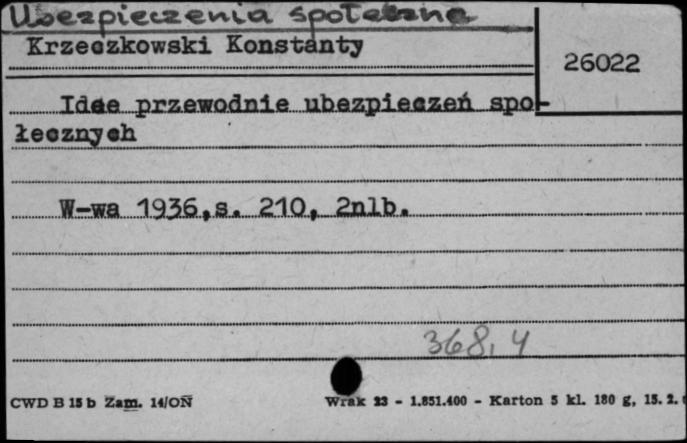 Ubezpieczenia społeczne
Krzeczkowski Konstanty
26022
Idee przewodnie ubezpieczeń spo-
łecznych
W-wa 1936,s. 210, 2nlb.
368,4
CWD B 15 b Zam. 14/ON Wrak 23 - 1.851.400 - Karton 5 kl. 180 g, 15. 2.